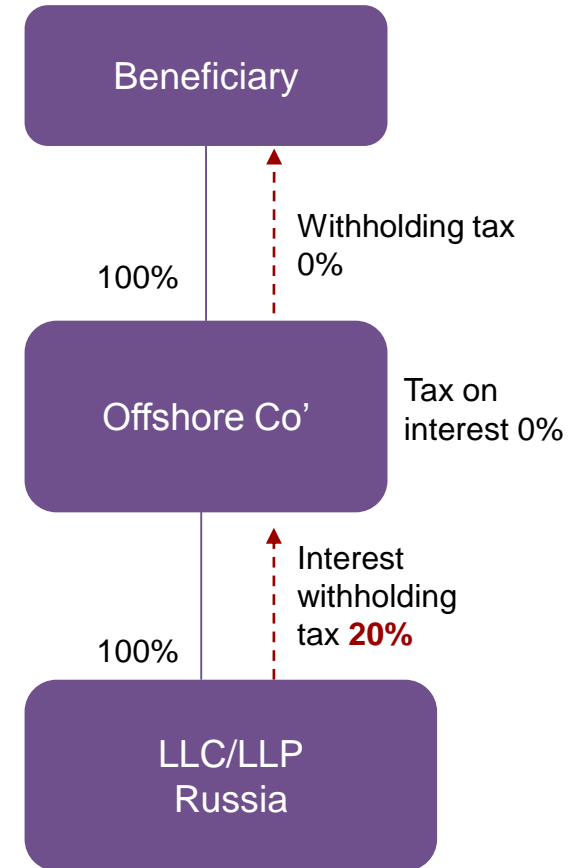 Beneficiary
Withholding tax
0%
100%
Offshore Co’
Tax on
interest 0%
Interest
withholding
tax 20%
100%
LLC/LLP
Russia